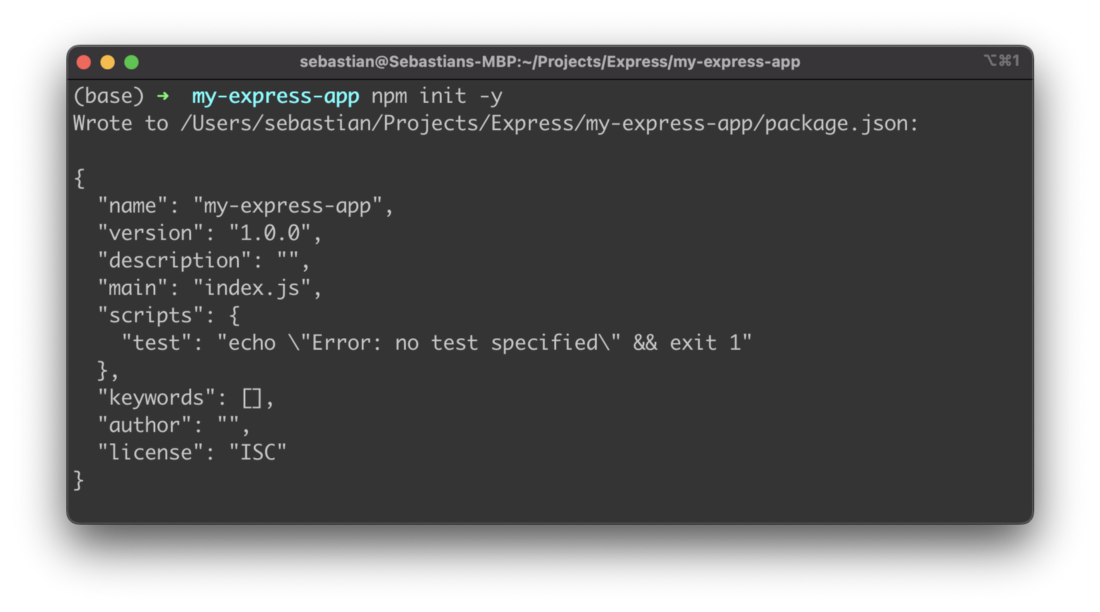 sebastian@Sebastians-MBP:~/Projects/Express/my-express-app ⌥⌘1
(base) ➜  my-express-app npm init -y
Wrote to /Users/sebastian/Projects/Express/my-express-app/package.json:

{
  "name": "my-express-app",
  "version": "1.0.0",
  "description": "",
  "main": "index.js",
  "scripts": {
    "test": "echo \"Error: no test specified\" && exit 1"
  },
  "keywords": [],
  "author": "",
  "license": "ISC"
}